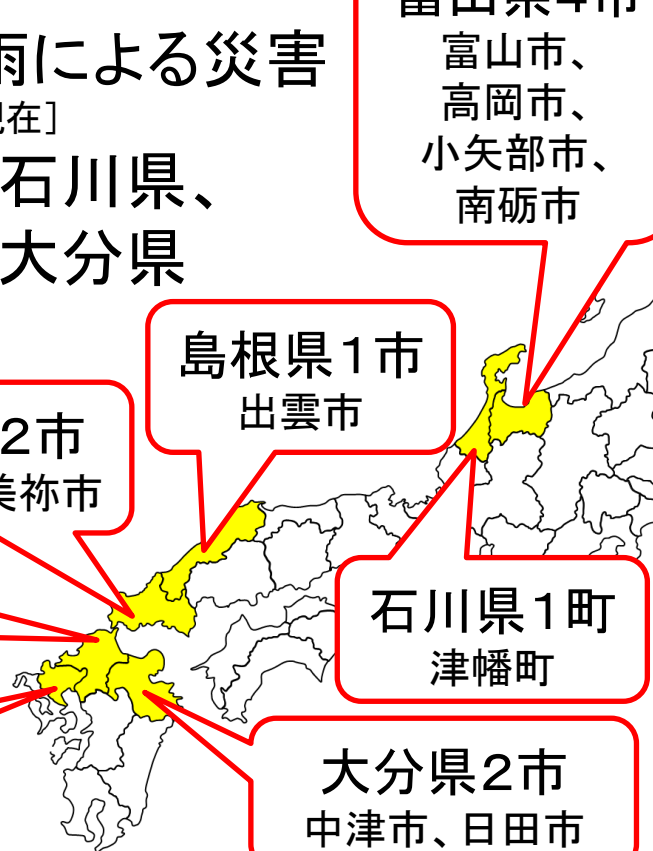 雨による災害
現在］
石川県、
大分県
富山県4市
富山市、
高岡市、
小矢部市、
南砺市
島根県１市
出雲市
２市
美祢市
石川県１町
津幡町
大分県２市
中津市、日田市